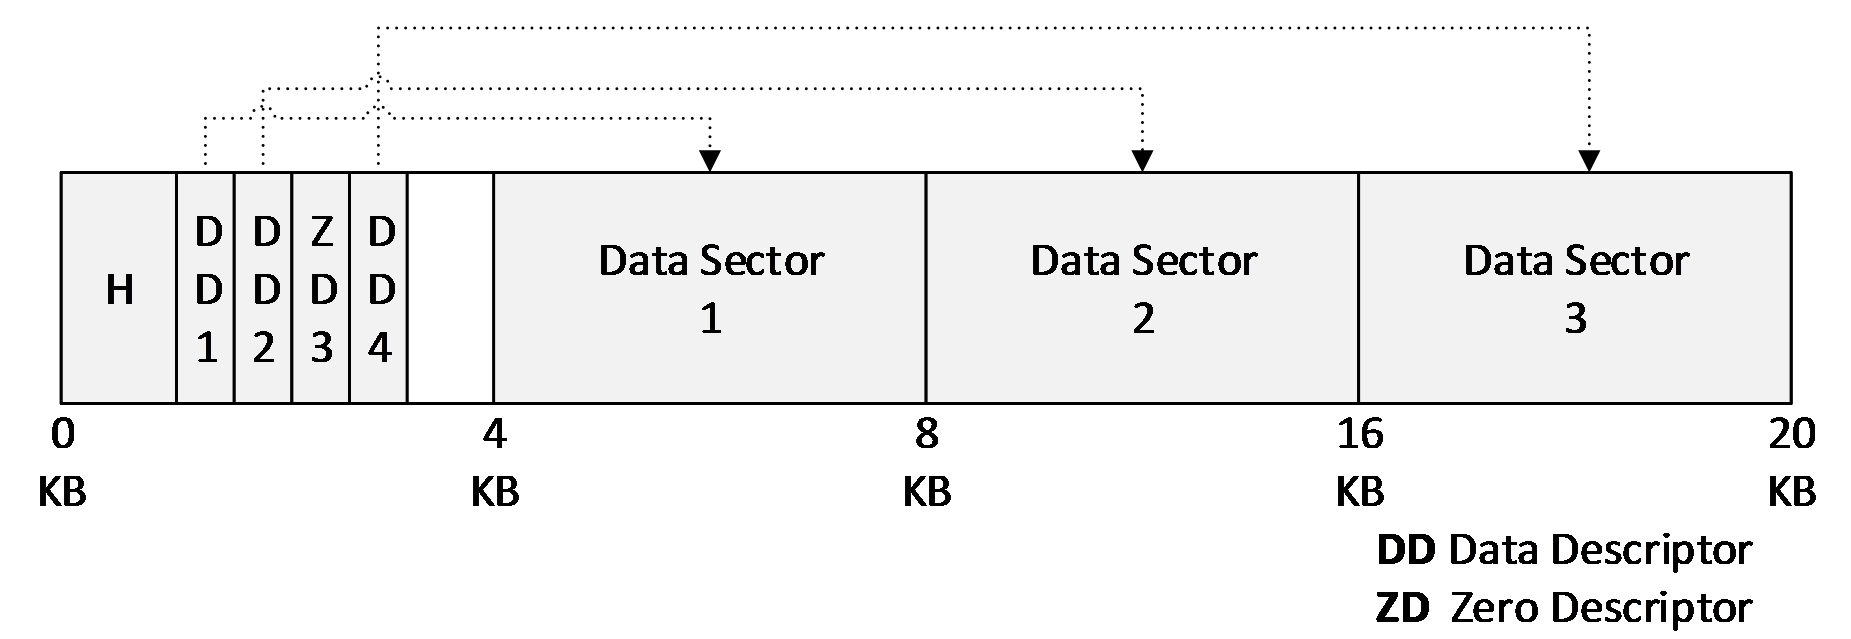 H
D
D
1
D
D
2
Z
D
3
D
D
4
Data Sector
1
Data Sector
2
Data Sector
3
0
KB
4
KB
8
KB
16
KB
20
KB
DD Data Descriptor
ZD Zero Descriptor